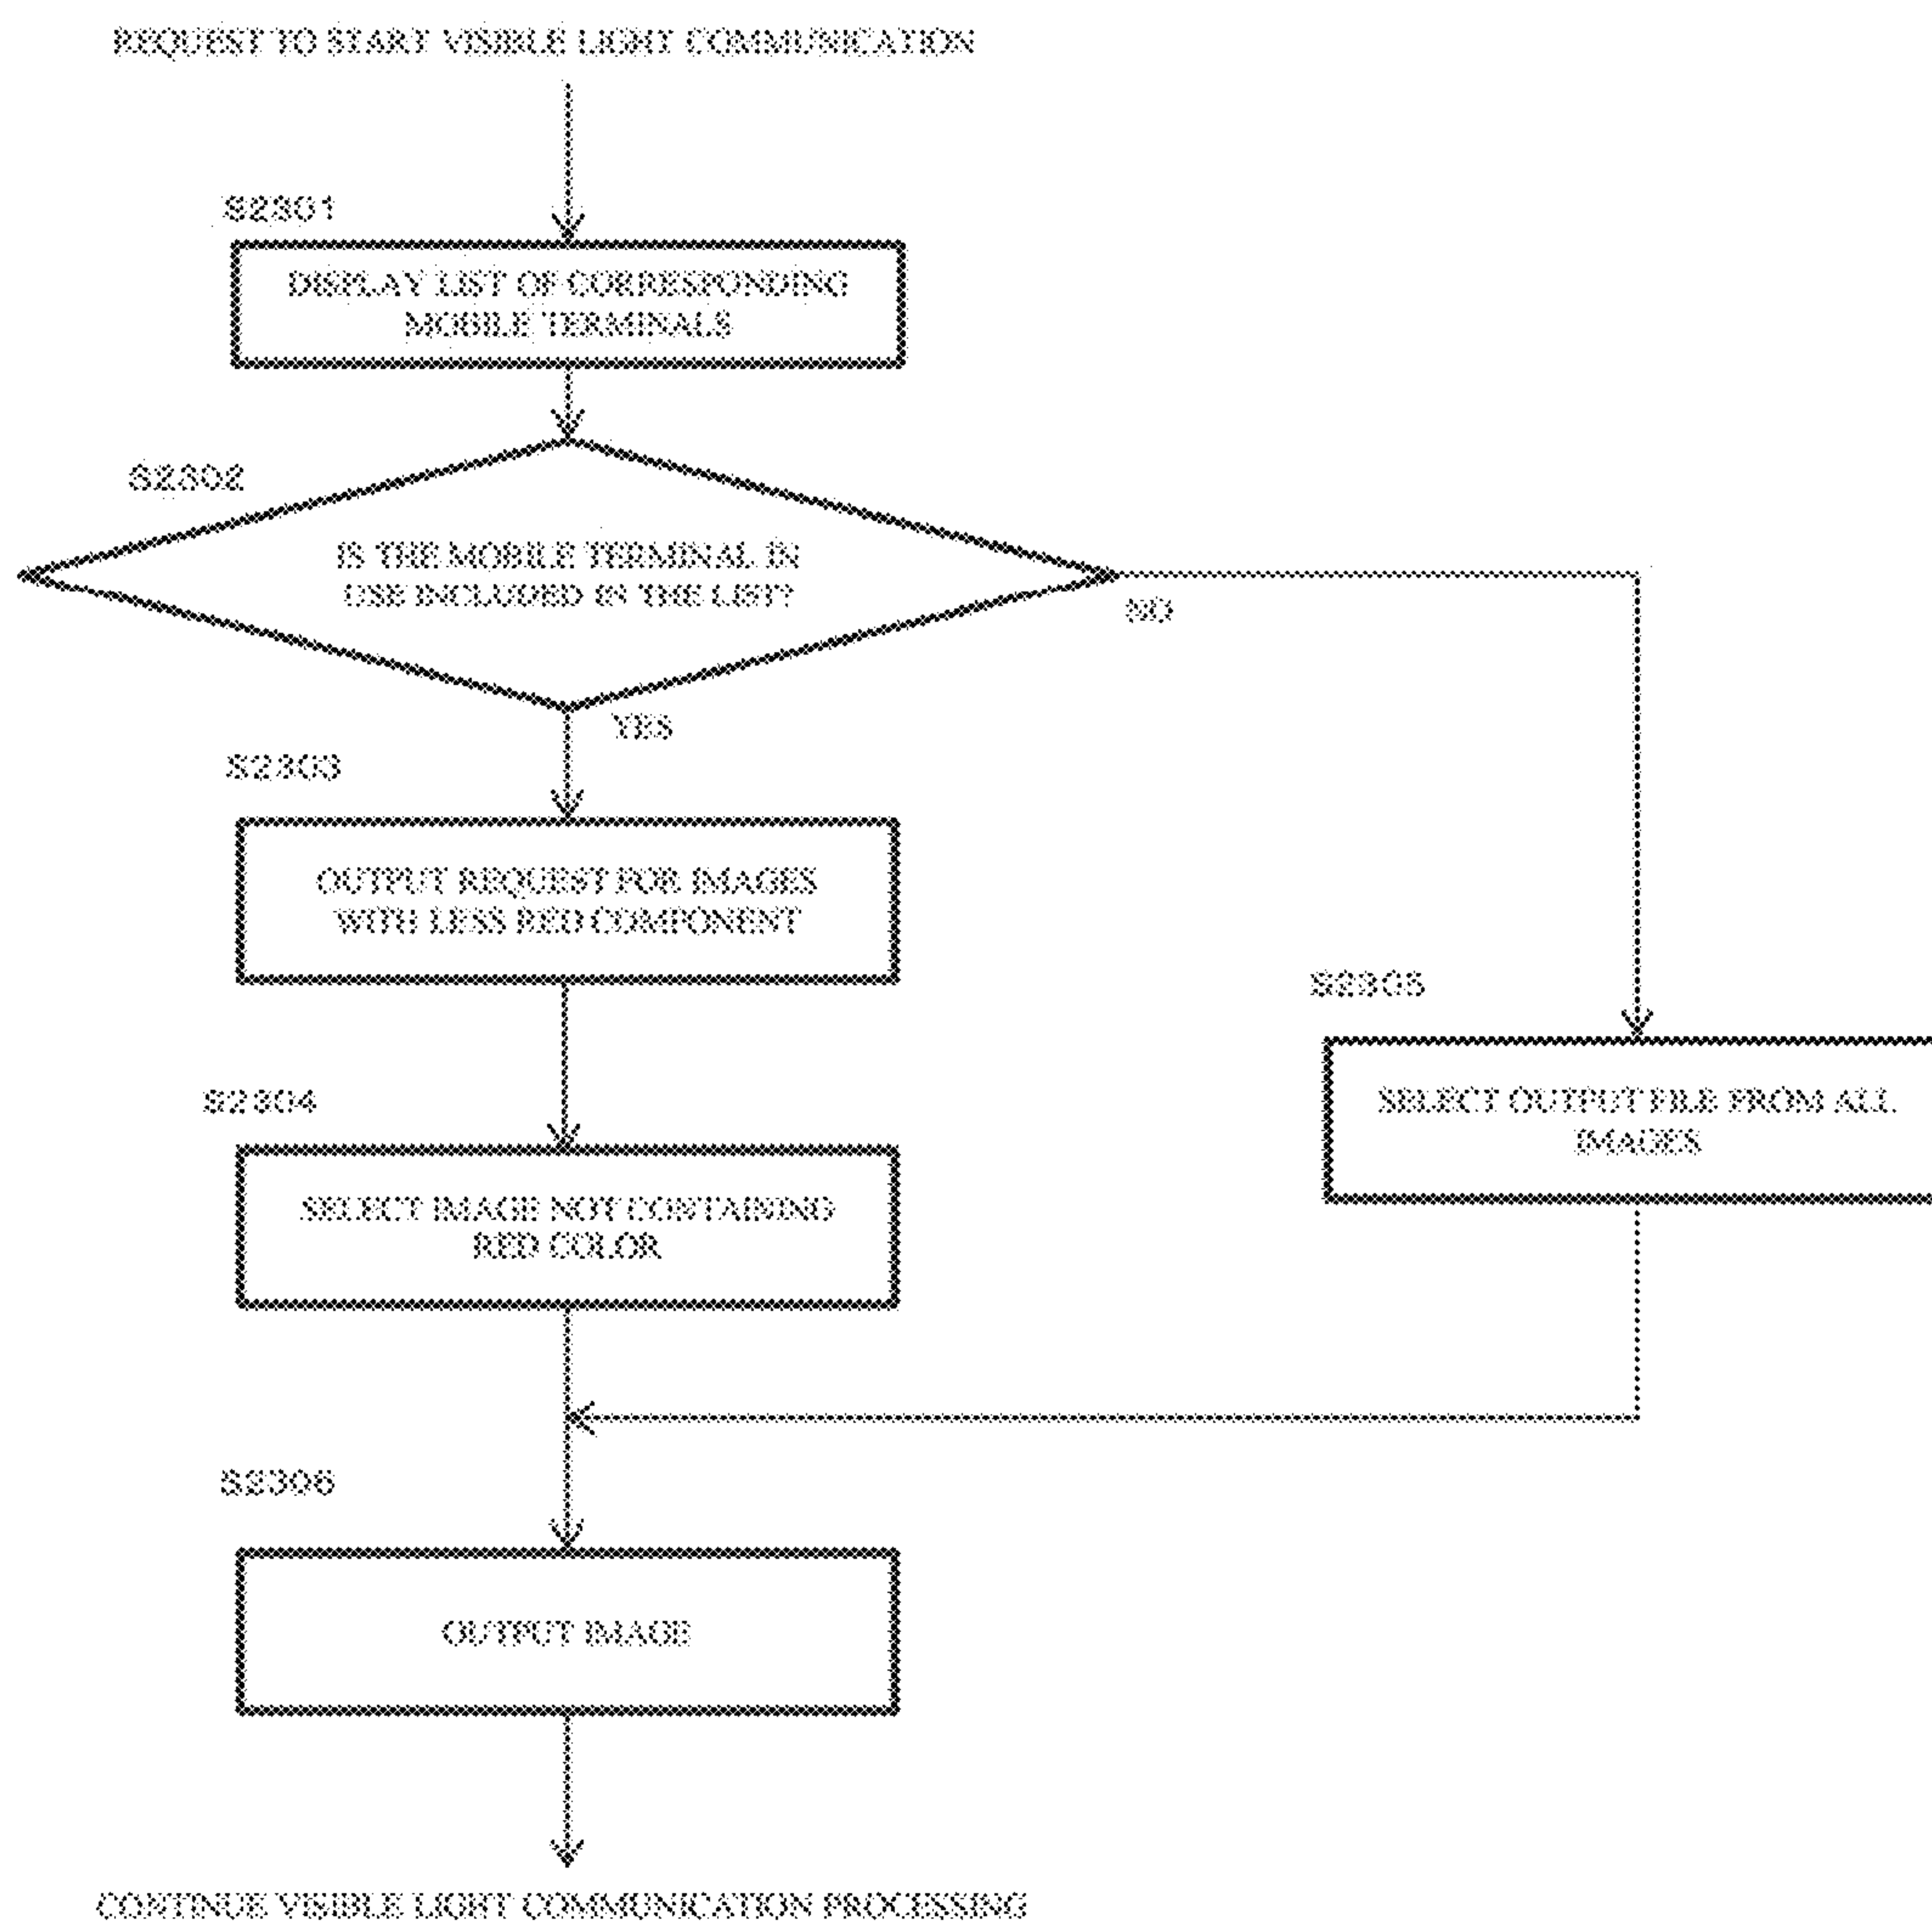 REQUEST TO START VISIBLE LIGHT COMMUNICATION
S2301
DISPLAY LIST OF CORRESPONDING
MOBILE TERMINALS
S2302
IS THE MOBILE TERMINAL IN
USE INCLUDED IN THE LIST?
NO
YES
S2303
OUTPUT REQUEST FOR IMAGES
WITH LESS RED COMPONENT
S2305
SELECT OUTPUT FILE FROM ALL
IMAGES
S2304
SELECT IMAGE NOT CONTAINING
RED COLOR
S2306
OUTPUT IMAGE
CONTINUE VISIBLE LIGHT COMMUNICATION PROCESSING